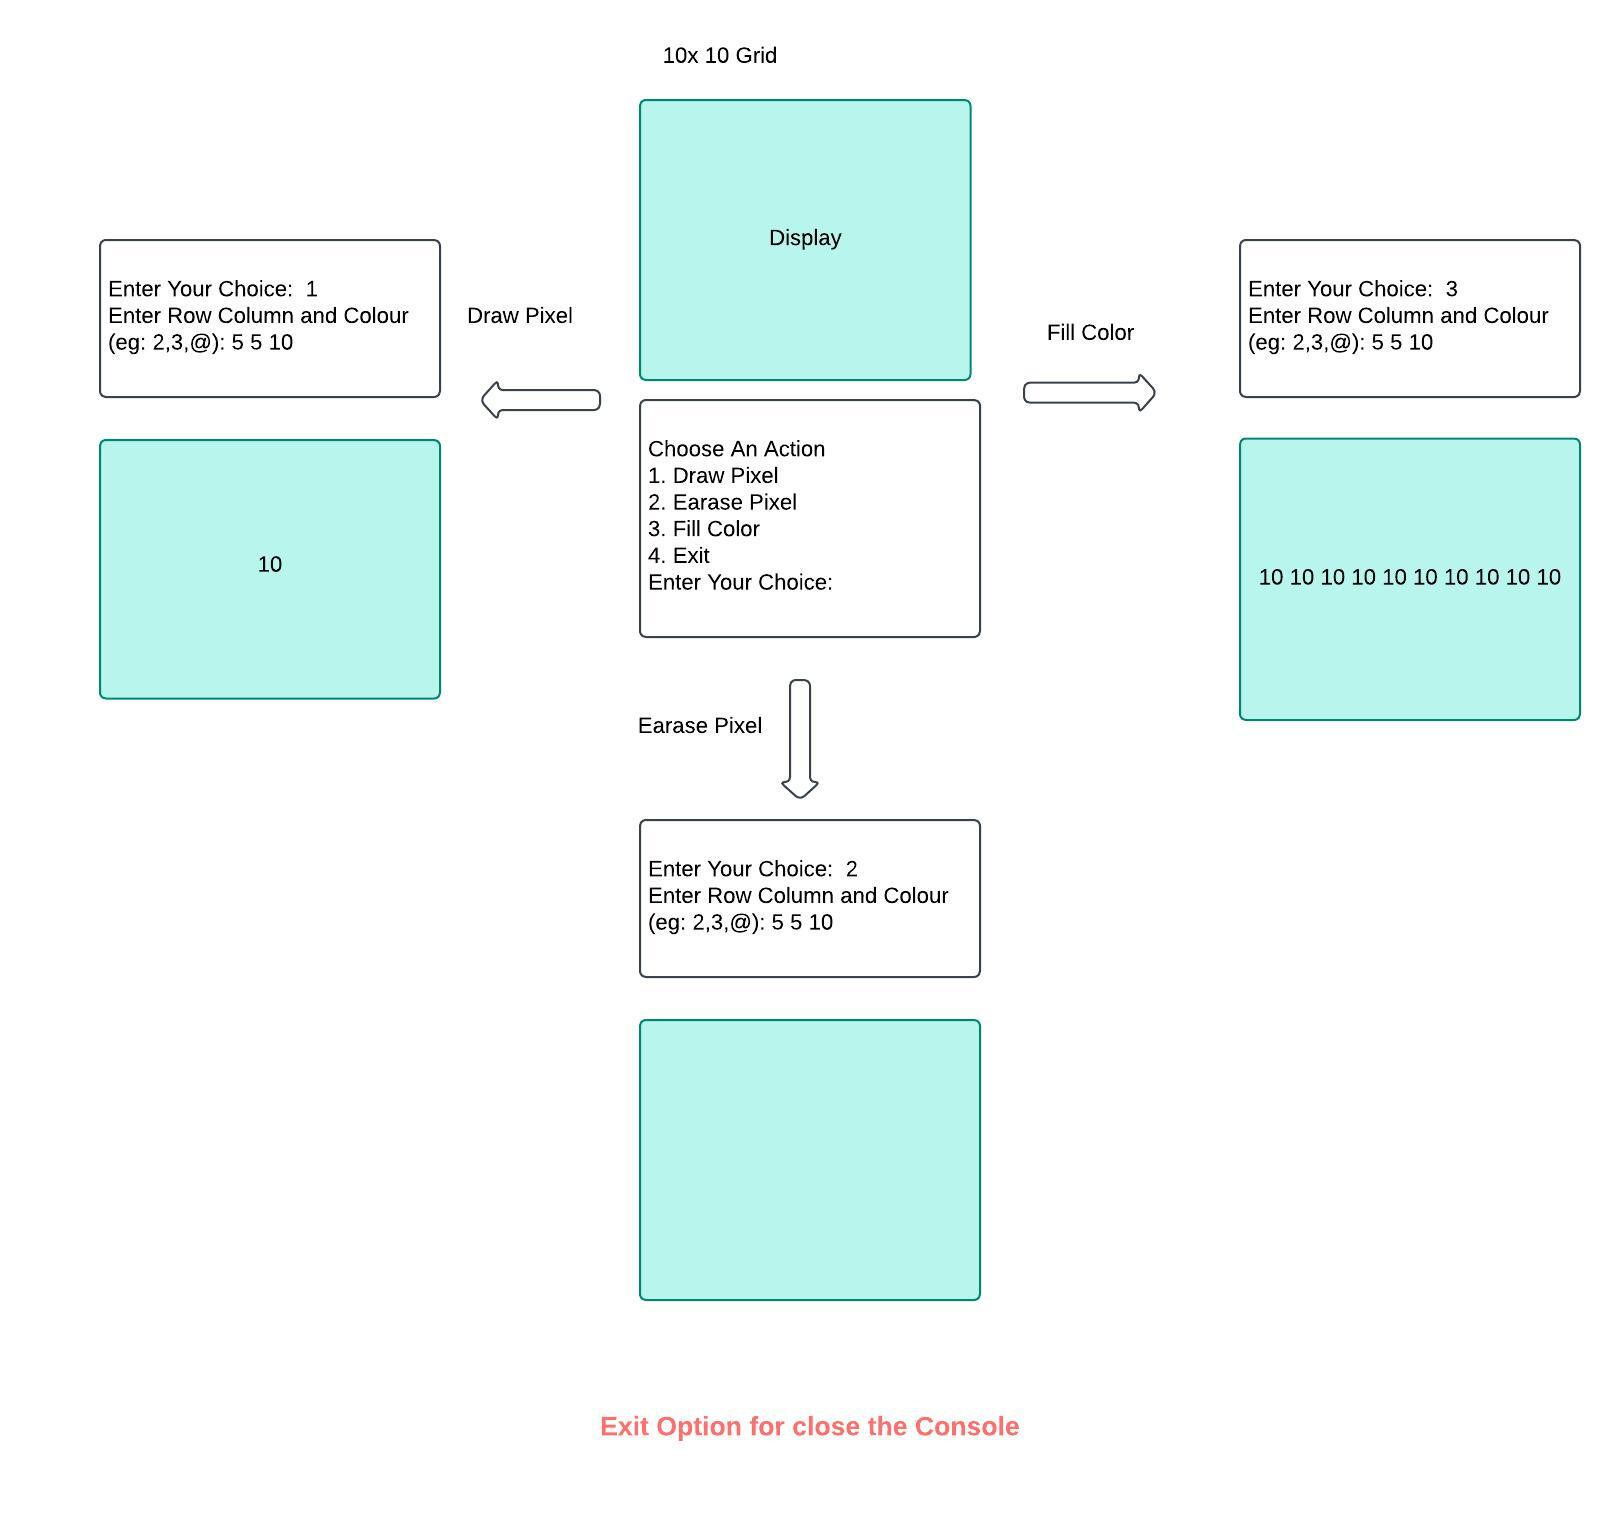 10x 10 Grid
Display
Enter Your Choice:  1
Enter Row Column and Colour
(eg: 2,3,@): 5 5 10
Draw Pixel
Fill Color
Enter Your Choice:  3
Enter Row Column and Colour
(eg: 2,3,@): 5 5 10
10
Choose An Action
1. Draw Pixel
2. Earase Pixel
3. Fill Color
4. Exit
Enter Your Choice:
10 10 10 10 10 10 10 10 10 10
Earase Pixel
Enter Your Choice:  2
Enter Row Column and Colour
(eg: 2,3,@): 5 5 10
Exit Option for close the Console